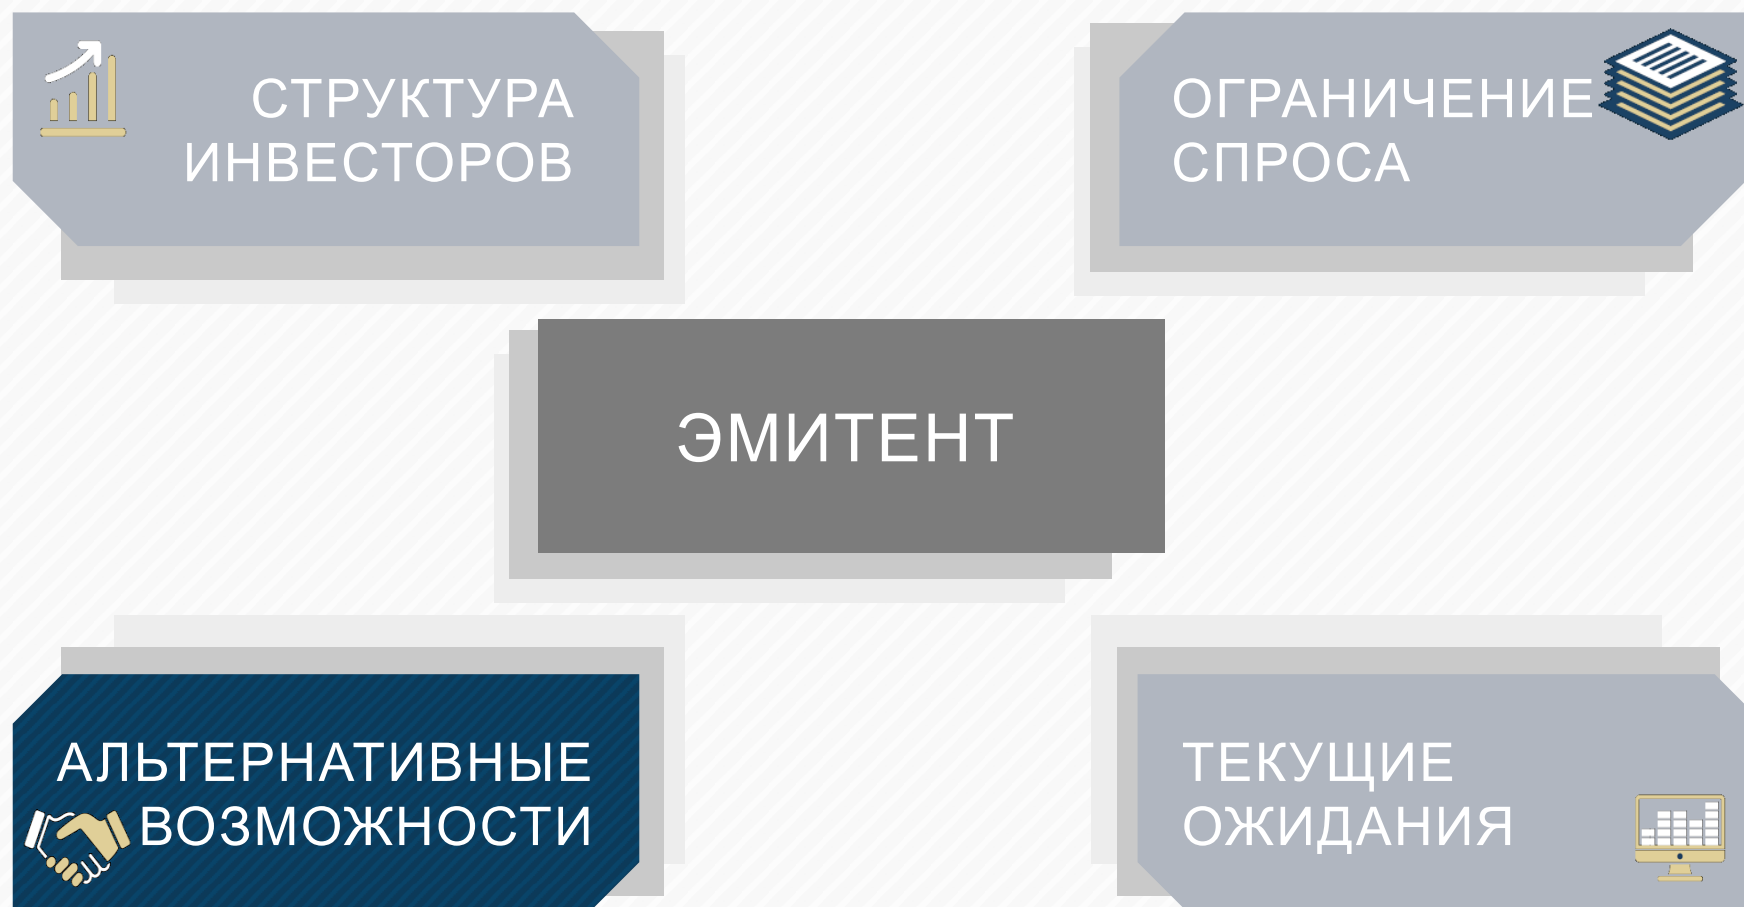 СТРУКТУРА
ИНВЕСТОРОВ
ОГРАНИЧЕНИЕ
СПРОСА
ЭМИТЕНТ
АЛЬТЕРНАТИВНЫЕ
ВОЗМОЖНОСТИ
ТЕКУЩИЕ
ОЖИДАНИЯ